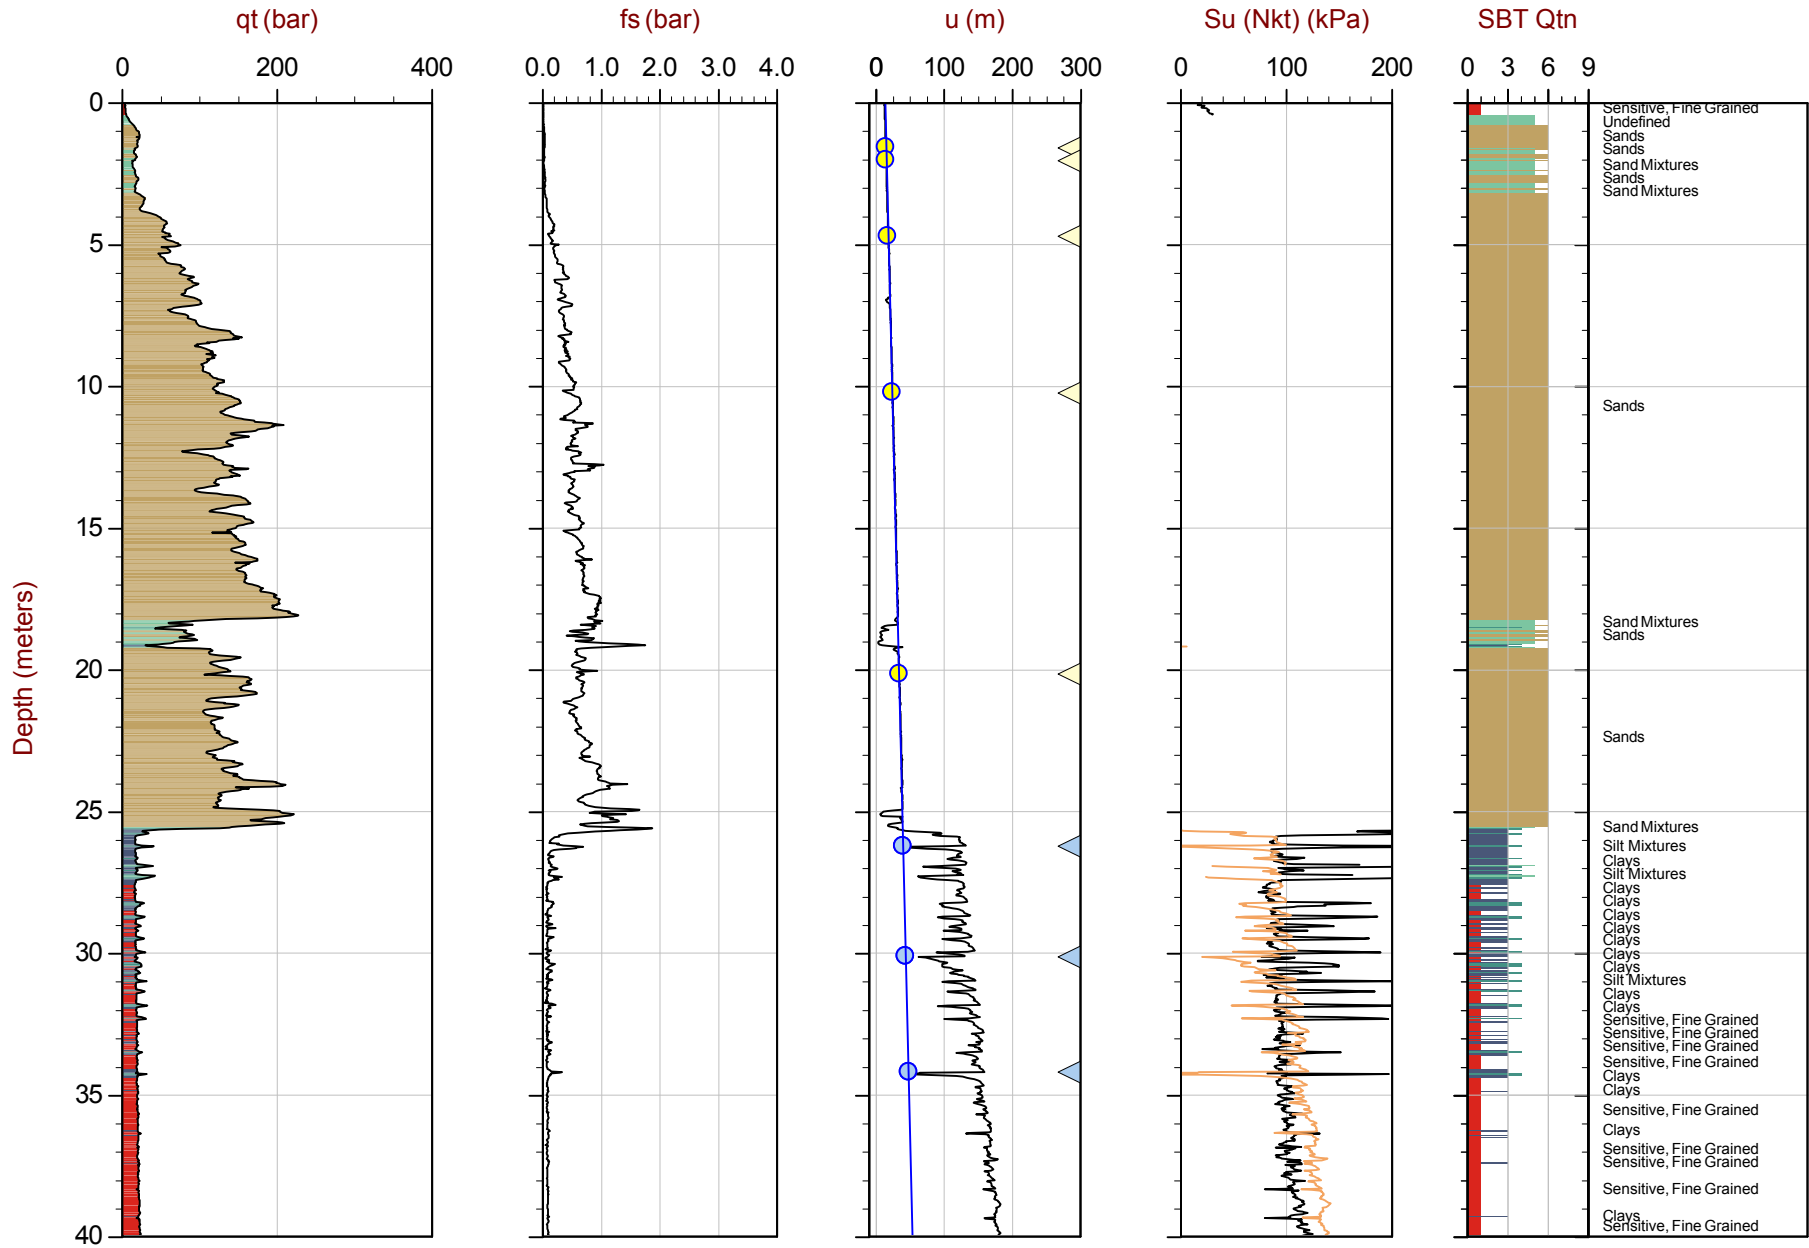 qt (bar) fs (bar) u (m) Su (Nkt) (kPa) SBT Qtn
0 200 400 0.0 1.0 2.0 3.0 4.0 0 0 100 200 300 0 100 200 0 3 6 9
0
5
10
15
20
25
30
35
40
Depth (meters)
Sensitive, Fine Grained
Undefined
Sands
Sands
Sand Mixtures
Sands
Sand Mixtures
Sands
Sand Mixtures
Sands
Sands
Sand Mixtures
Silt Mixtures
Clays
Silt Mixtures
Clays
Clays
Clays
Clays
Clays
Clays
Clays
Silt Mixtures
Clays
Clays
Sensitive, Fine Grained
Sensitive, Fine Grained
Sensitive, Fine Grained
Sensitive, Fine Grained
Clays
Clays
Sensitive, Fine Grained
Clays
Sensitive, Fine Grained
Sensitive, Fine Grained
Sensitive, Fine Grained
Clays
Sensitive, Fine Grained